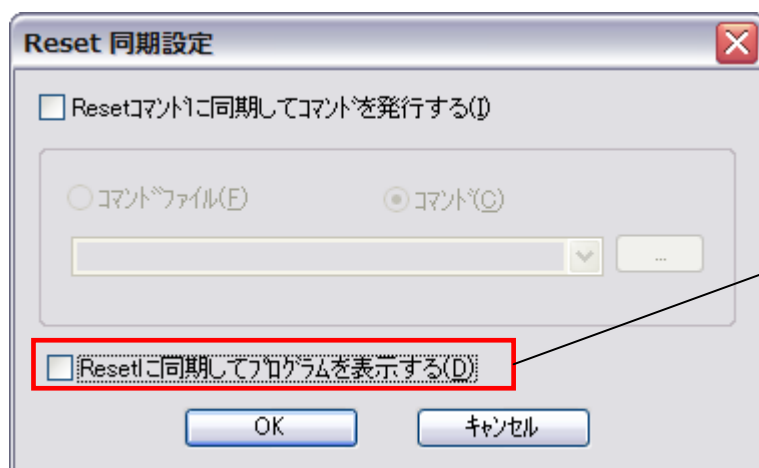 Reset 同期設定
Resetコマンドに同期してコマンドを発行する(I)
コマンドファイル(F)
コマンド(C)
...
Resetに同期してプログラムを表示する(D)
OK
キャンセル